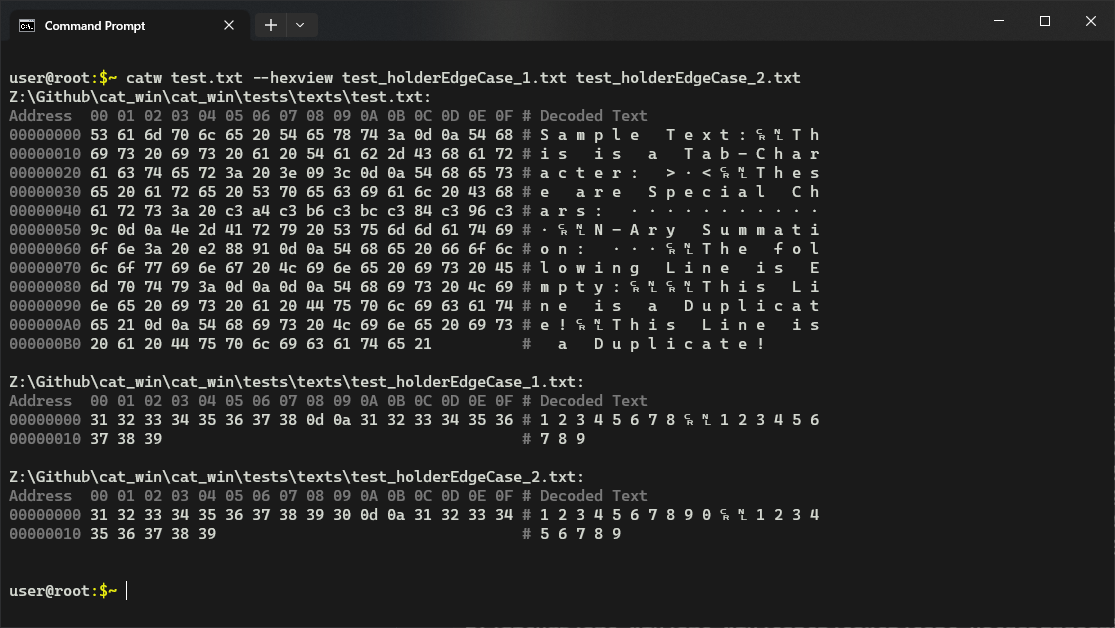 Command Prompt
user@root:$~ catw test.txt --hexview test_holderEdgeCase_1.txt test_holderEdgeCase_2.txt
Z:\Github\cat_win\cat_win\tests\texts\test.txt:
Address  00 01 02 03 04 05 06 07 08 09 0A 0B 0C 0D 0E 0F # Decoded Text
00000000 53 61 6d 70 6c 65 20 54 65 78 74 3a 0d 0a 54 68 # S a m p l e   T e x t : ␍ ␤ T h
00000010 69 73 20 69 73 20 61 20 54 61 62 2d 43 68 61 72 # i s   i s   a   T a b - C h a r
00000020 61 63 74 65 72 3a 20 3e 09 3c 0d 0a 54 68 65 73 # a c t e r :   > · < ␍ ␤ T h e s
00000030 65 20 61 72 65 20 53 70 65 63 69 61 6c 20 43 68 # e   a r e   S p e c i a l   C h
00000040 61 72 73 3a 20 c3 a4 c3 b6 c3 bc c3 84 c3 96 c3 # a r s :   · · · · · · · · · · ·
00000050 9c 0d 0a 4e 2d 41 72 79 20 53 75 6d 6d 61 74 69 # · ␍ ␤ N - A r y   S u m m a t i
00000060 6f 6e 3a 20 e2 88 91 0d 0a 54 68 65 20 66 6f 6c # o n :   · · · ␍ ␤ T h e   f o l
00000070 6c 6f 77 69 6e 67 20 4c 69 6e 65 20 69 73 20 45 # l o w i n g   L i n e   i s   E
00000080 6d 70 74 79 3a 0d 0a 0d 0a 54 68 69 73 20 4c 69 # m p t y : ␍ ␤ ␍ ␤ T h i s   L i
00000090 6e 65 20 69 73 20 61 20 44 75 70 6c 69 63 61 74 # n e   i s   a   D u p l i c a t
000000A0 65 21 0d 0a 54 68 69 73 20 4c 69 6e 65 20 69 73 # e ! ␍ ␤ T h i s   L i n e   i s
000000B0 20 61 20 44 75 70 6c 69 63 61 74 65 21          #   a   D u p l i c a t e !
Z:\Github\cat_win\cat_win\tests\texts\test_holderEdgeCase_1.txt:
Address  00 01 02 03 04 05 06 07 08 09 0A 0B 0C 0D 0E 0F # Decoded Text
00000000 31 32 33 34 35 36 37 38 0d 0a 31 32 33 34 35 36 # 1 2 3 4 5 6 7 8 ␍ ␤ 1 2 3 4 5 6
00000010 37 38 39                                        # 7 8 9
Z:\Github\cat_win\cat_win\tests\texts\test_holderEdgeCase_2.txt:
Address  00 01 02 03 04 05 06 07 08 09 0A 0B 0C 0D 0E 0F # Decoded Text
00000000 31 32 33 34 35 36 37 38 39 30 0d 0a 31 32 33 34 # 1 2 3 4 5 6 7 8 9 0 ␍ ␤ 1 2 3 4
00000010 35 36 37 38 39                                  # 5 6 7 8 9
user@root:$~